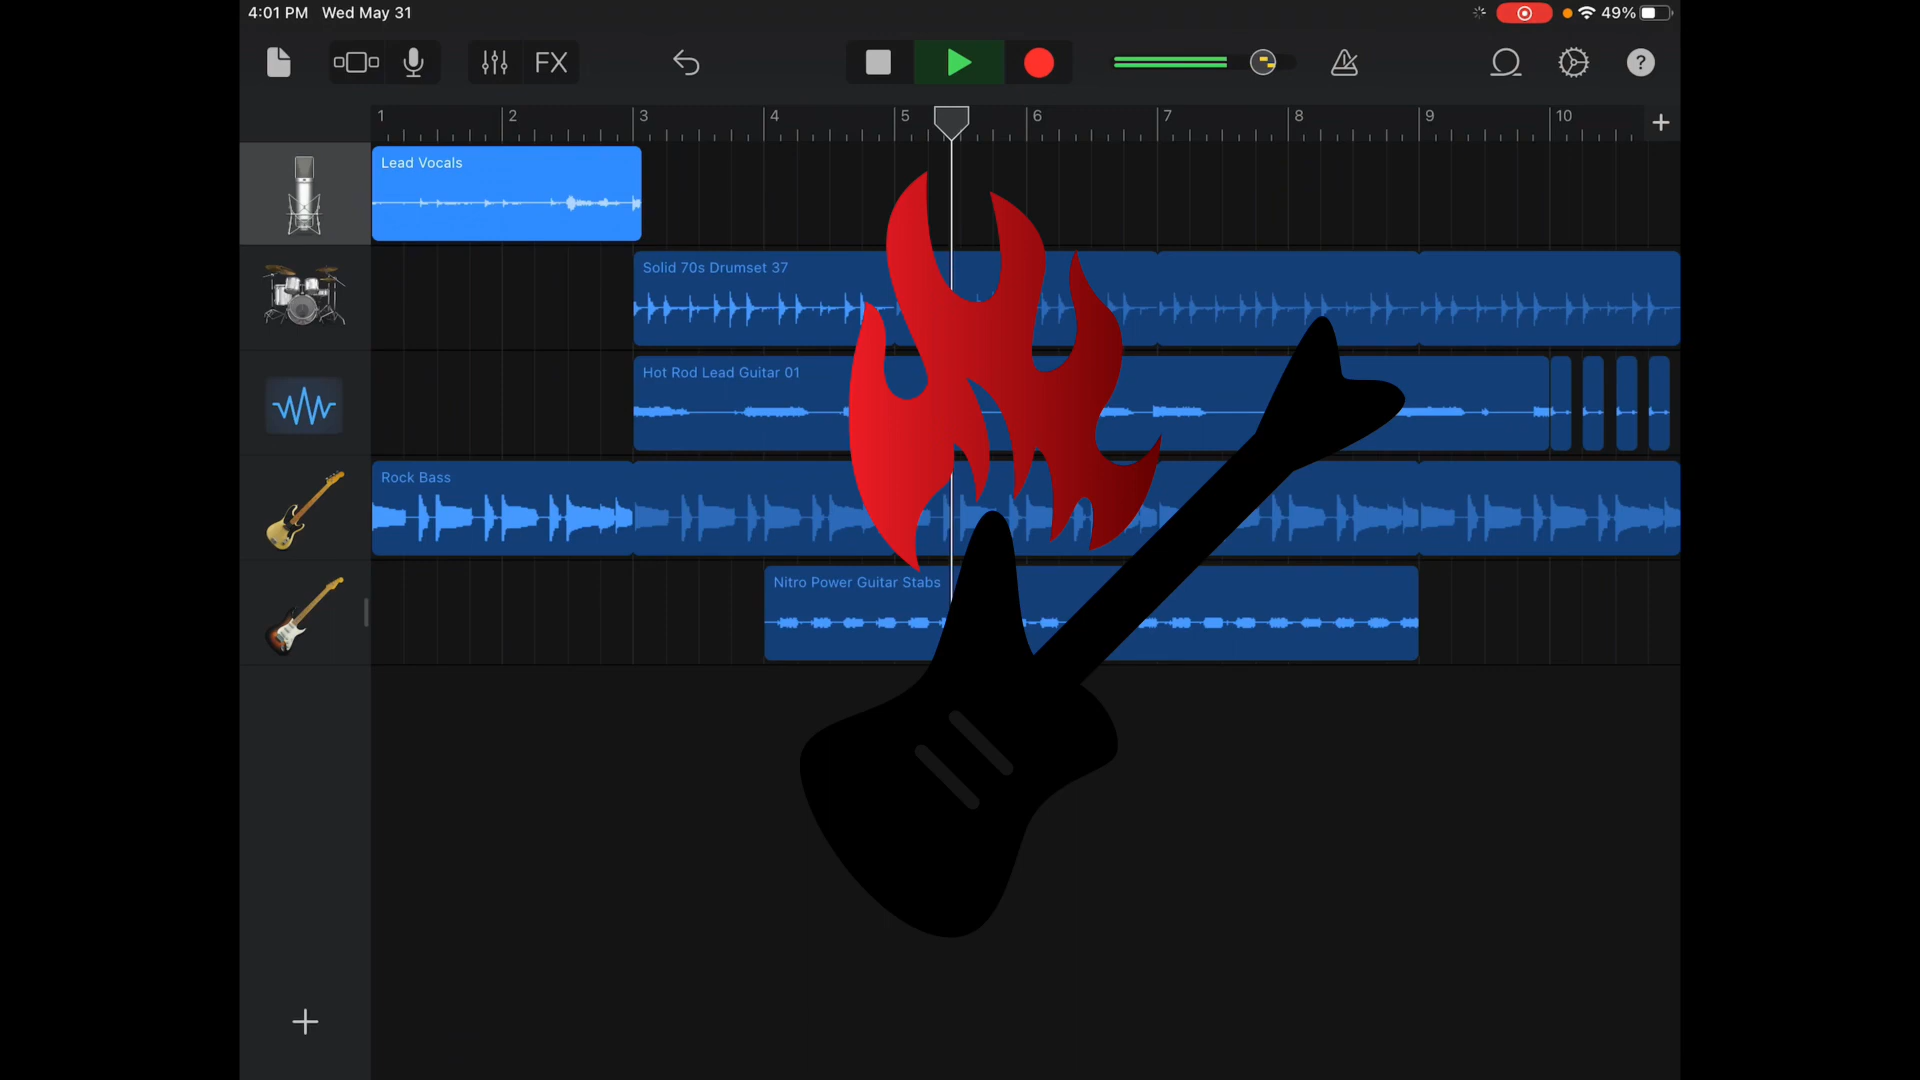 4:01 PM Wed May 31
49%
FX
?
1 2 3 4 5 6 7 8 9 10
Lead Vocals
Solid 70s Drumset 37
Hot Rod Lead Guitar 01
Rock Bass
Nitro Power Guitar Stabs